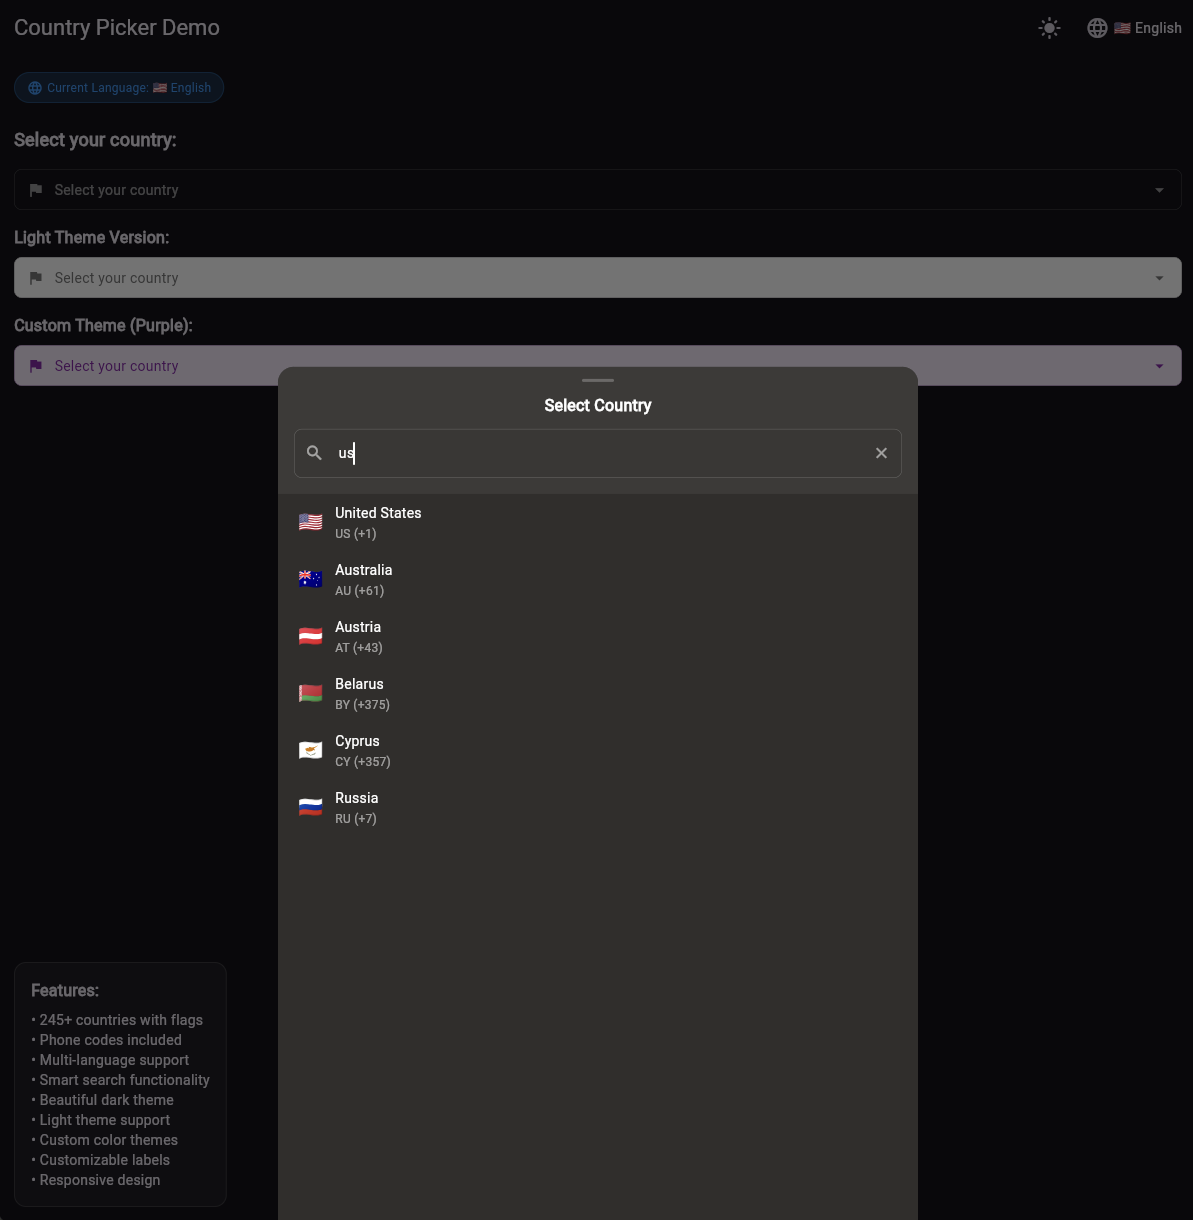 Country Picker Demo
English
Current Language: English
Select your country:
Select your country
Light Theme Version:
Select your country
Custom Theme (Purple):
Select your country
Select Country
us
United States
US (+1)
Australia
AU (+61)
Austria
AT (+43)
Belarus
BY (+375)
Cyprus
CY (+357)
Russia
RU (+7)
Features:
• 245+ countries with flags
• Phone codes included
• Multi-language support
• Smart search functionality
• Beautiful dark theme
• Light theme support
• Custom color themes
• Customizable labels
• Responsive design